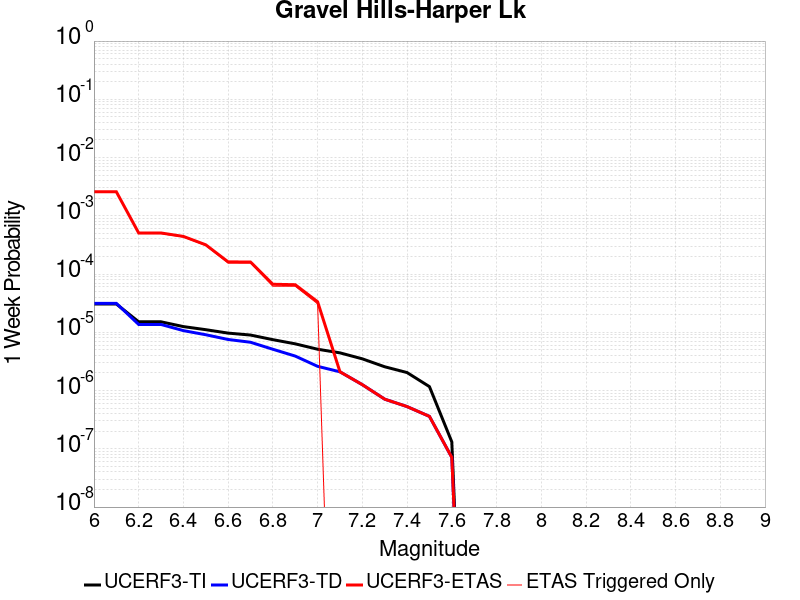 Gravel Hills-Harper Lk
10^0
10^-1
10^-2
10^-3
10^-4
10^-5
10^-6
10^-7
10^-8
1 Week Probability
6 6.2 6.4 6.6 6.8 7 7.2 7.4 7.6 7.8 8 8.2 8.4 8.6 8.8 9
Magnitude
UCERF3-TI UCERF3-TD UCERF3-ETAS ETAS Triggered Only